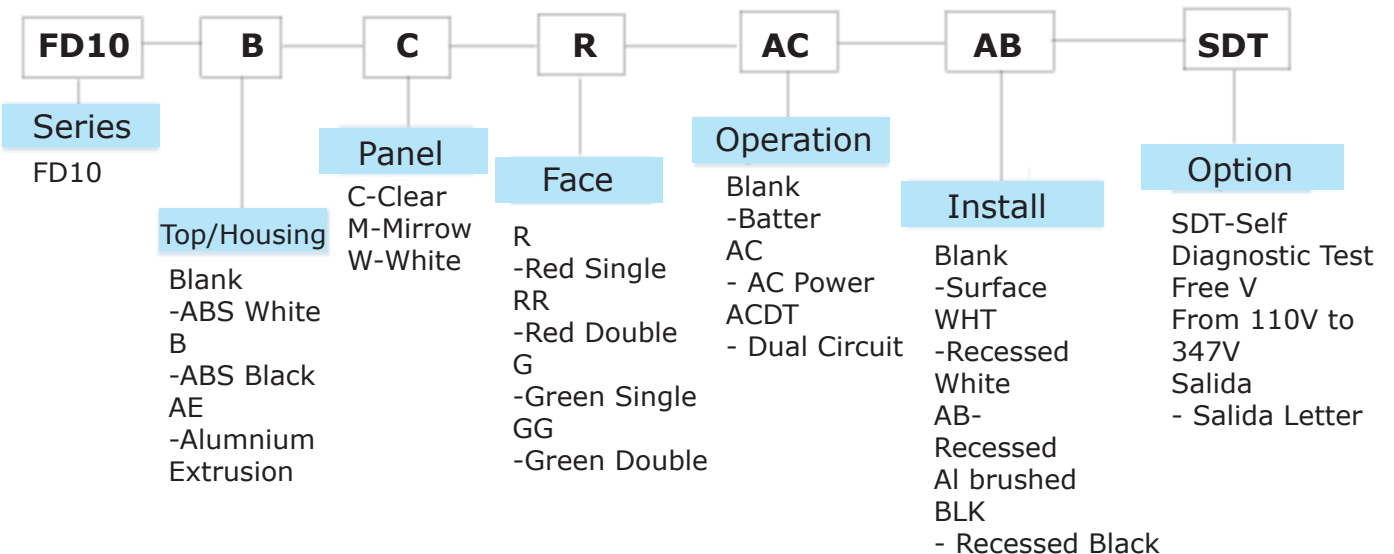 FD10 B C R AC AB SDT
Series
FD10
Top/Housing
Blank
-ABS White
B
-ABS Black
AE
-Alumnium
Extrusion
Panel
C-Clear
M-Mirrow
W-White
Face
R
-Red Single
RR
-Red Double
G
-Green Single
GG
-Green Double
Operation
Blank
-Batter
AC
- AC Power
ACDT
- Dual Circuit
Install
Blank
-Surface
WHT
-Recessed
White
AB-
Recessed
Al brushed
BLK
- Recessed Black
Option
SDT-Self
Diagnostic Test
Free V
From 110V to
347V
Salida
- Salida Letter